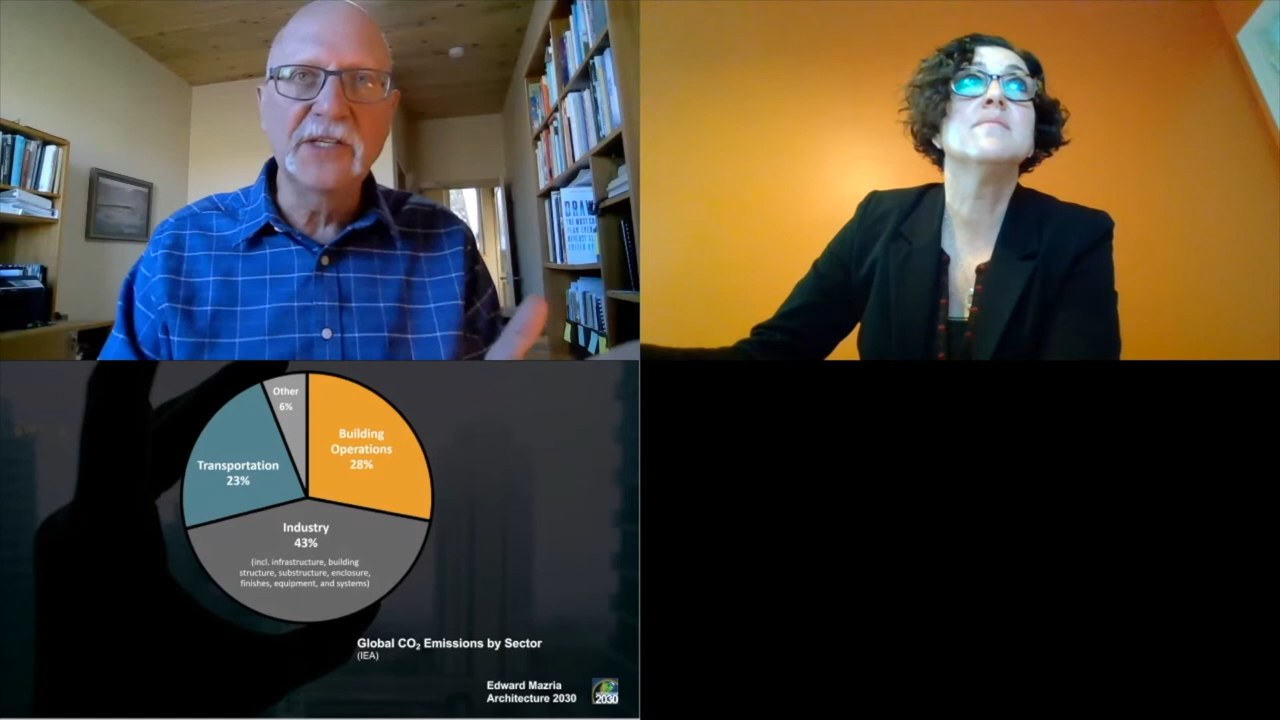 DRAW
Other
6%
Building
Operations
28%
Transportation
23%
Industry
43%
(incl. infrastructure, building
structure, substructure, enclosure,
finishes, equipment, and systems)
Global CO₂ Emissions by Sector
(IEA)
Edward Mazria
Architecture 2030
2030